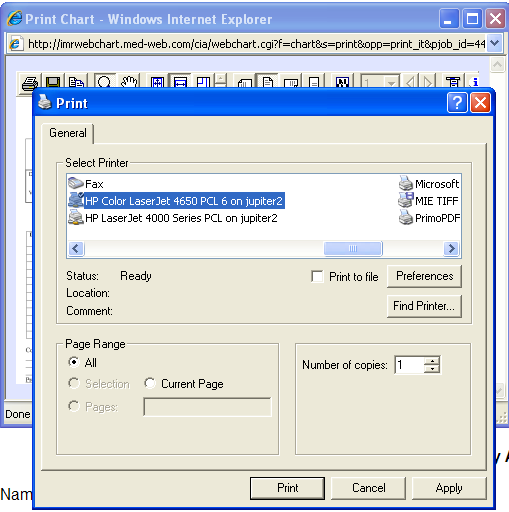 Print Chart - Windows Internet Explorer
http://imrwebchart.med-web.com/cia/webchart.cgi?f=chart&s=print&opp=print_it&pjob_id=44
1
Print
General
Select Printer
Fax
Microsoft
HP Color LaserJet 4650 PCL 6 on jupiter2
MIE TIFF
HP LaserJet 4000 Series PCL on jupiter2
PrimoPDF
Status: Ready
Print to file
Preferences
Location:
Comment:
Find Printer...
Page Range
All
Number of copies: 1
Selection
Current Page
Pages:
Done
y A
Print
Cancel
Apply
Nam